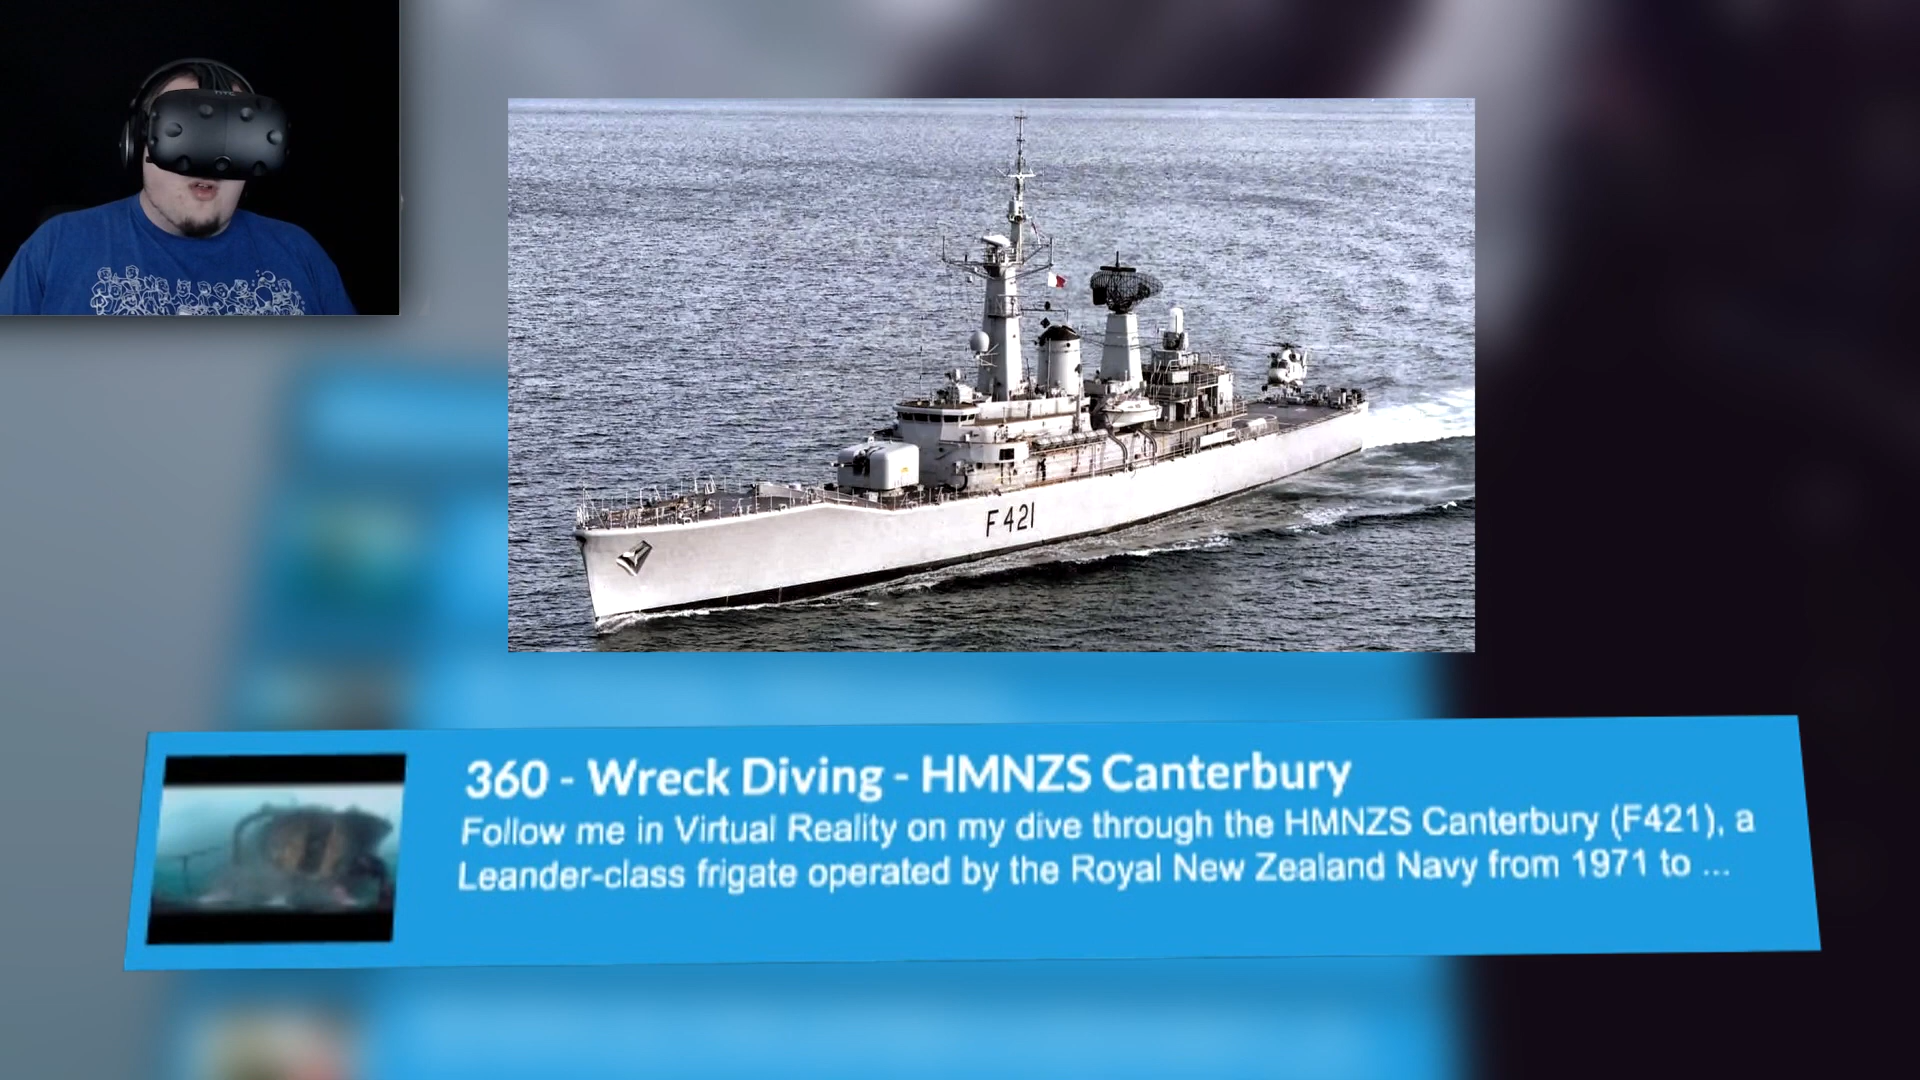 hTC
F421
360 - Wreck Diving - HMNZS Canterbury
Follow me in Virtual Reality on my dive through the HMNZS Canterbury (F421), a
Leander-class frigate operated by the Royal New Zealand Navy from 1971 to ...